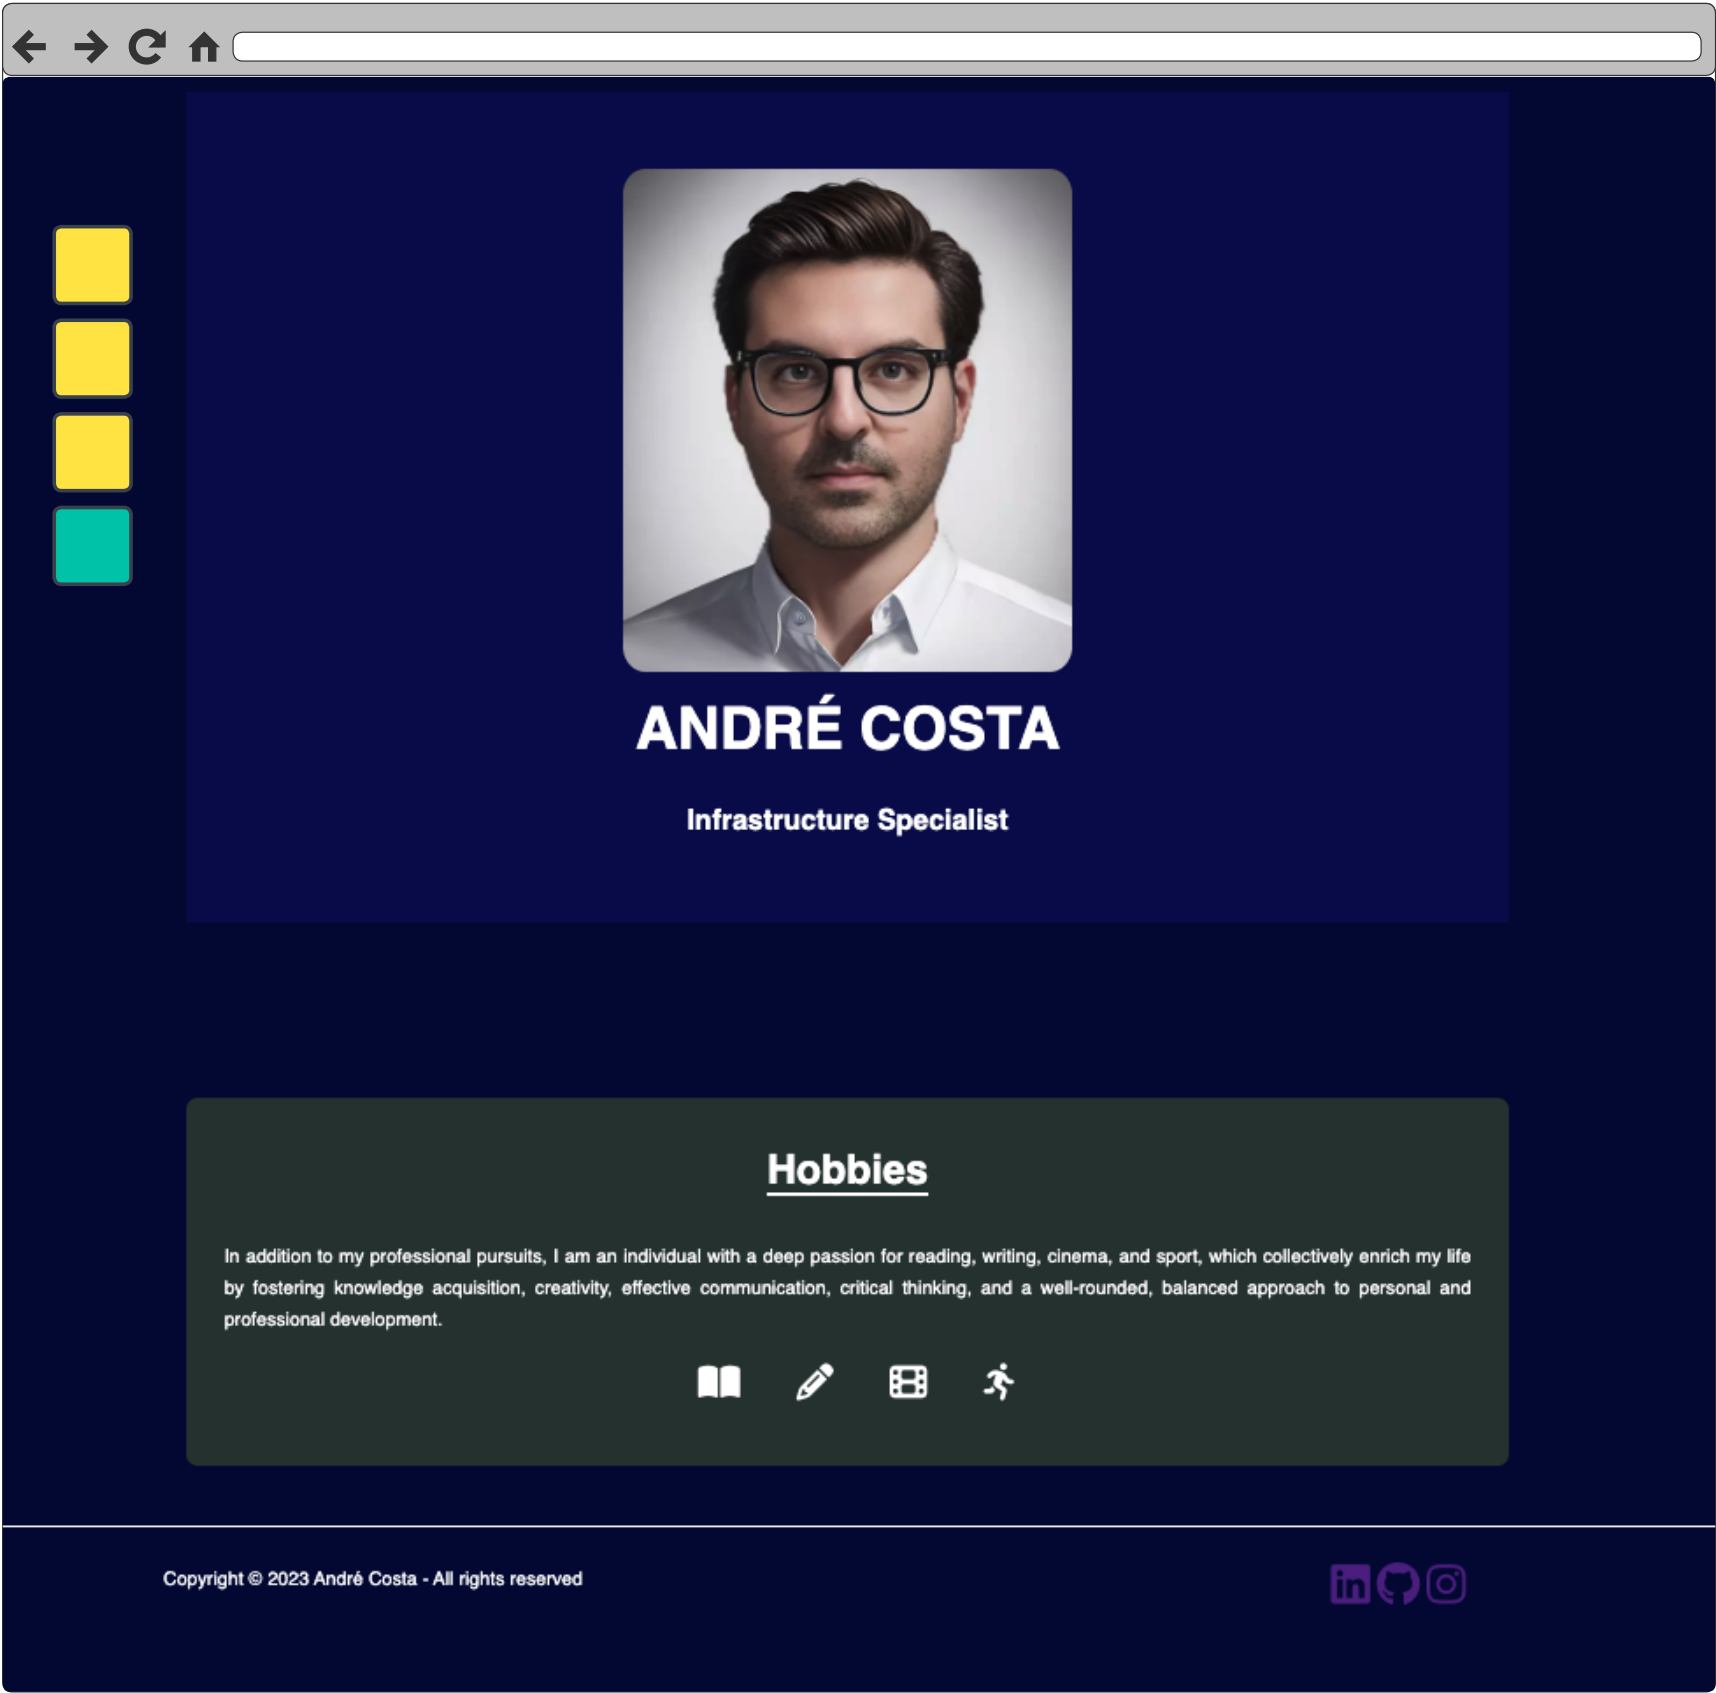 ANDRÉ COSTA
Infrastructure Specialist
Hobbies
In addition to my professional pursuits, I am an individual with a deep passion for reading, writing, cinema, and sport, which collectively enrich my life
by fostering knowledge acquisition, creativity, effective communication, critical thinking, and a well-rounded, balanced approach to personal and
professional development.
Copyright © 2023 André Costa - All rights reserved
in